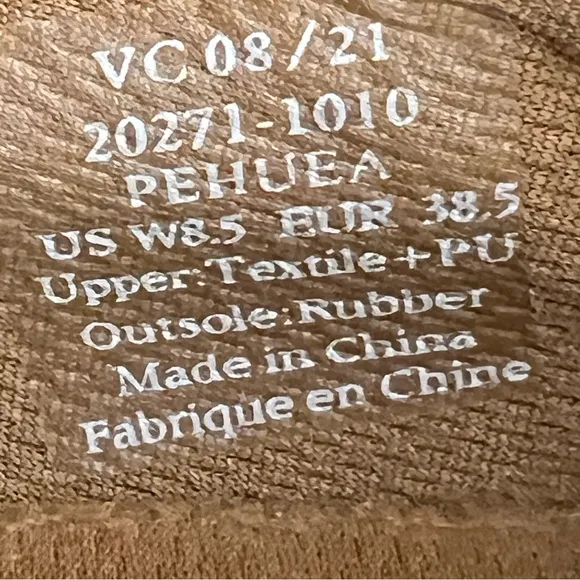 VC 08/21
20271-1010
PEHUEA
US W8.5 EUR 38.5
Upper:Textile+PU
Outsole:Rubber
Made in China
Fabrique en Chine